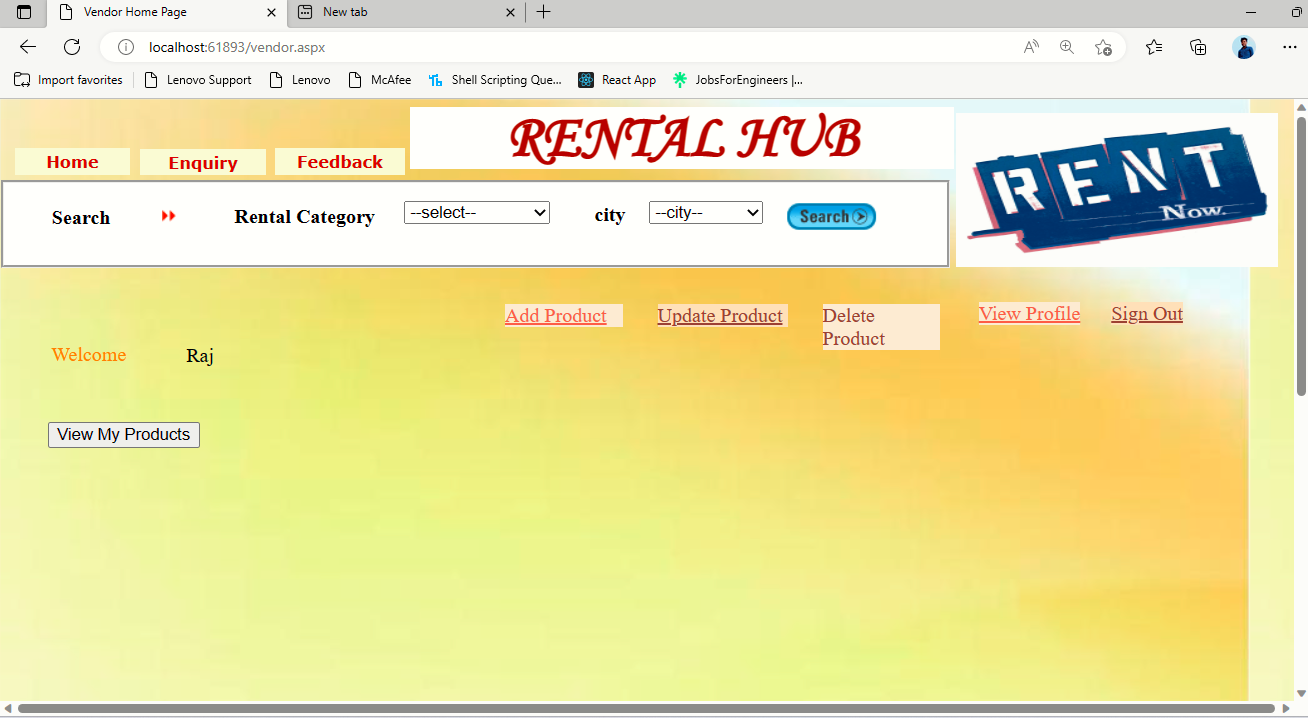 Vendor Home Page
New tab
localhost:61893/vendor.aspx
Import favorites
Lenovo Support
Lenovo
McAfee
Shell Scripting Que...
React App
JobsForEngineers |...
RENTAL HUB
Home
Enquiry
Feedback
RENT
Now.
Search
Rental Category
--select--
city
--city--
Search
Add Product
Update Product
Delete
Product
View Profile
Sign Out
Welcome
Raj
View My Products